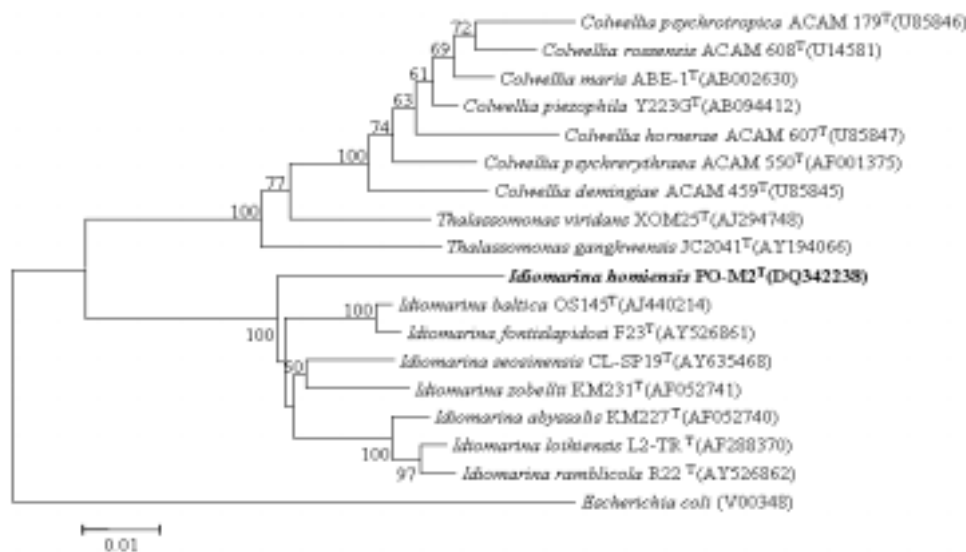 72
Colwellia psychrotropica ACAM 179T(U85846)
69
Colwellia rossensis ACAM 608T(U14581)
61
Colwellia maris ABE-1T(AB002630)
63
Colwellia piezophila Y223GT(AB094412)
74
Colwellia hornerae ACAM 607T(U85847)
100
Colwellia psychrerythraea ACAM 550T(AF001375)
77
Colwellia demingiae ACAM 459T(U85845)
100
Thalassomonas viridans XOM25T(AJ294748)
Thalassomonas ganghwensis JC2041T(AY194066)
Idiomarina homiensis PO-M2T(DQ342238)
100
Idiomarina baltica OS145T(AJ440214)
100
Idiomarina fontislapidosi F23T(AY526861)
50
Idiomarina seosinensis CL-SP19T(AY635468)
Idiomarina zobellii KM231T(AF052741)
Idiomarina abyssalis KM227T(AF052740)
100
Idiomarina loihiensis L2-TR T(AF288370)
97
Idiomarina ramblicola R22 T(AY526862)
Escherichia coli (V00348)
0.01